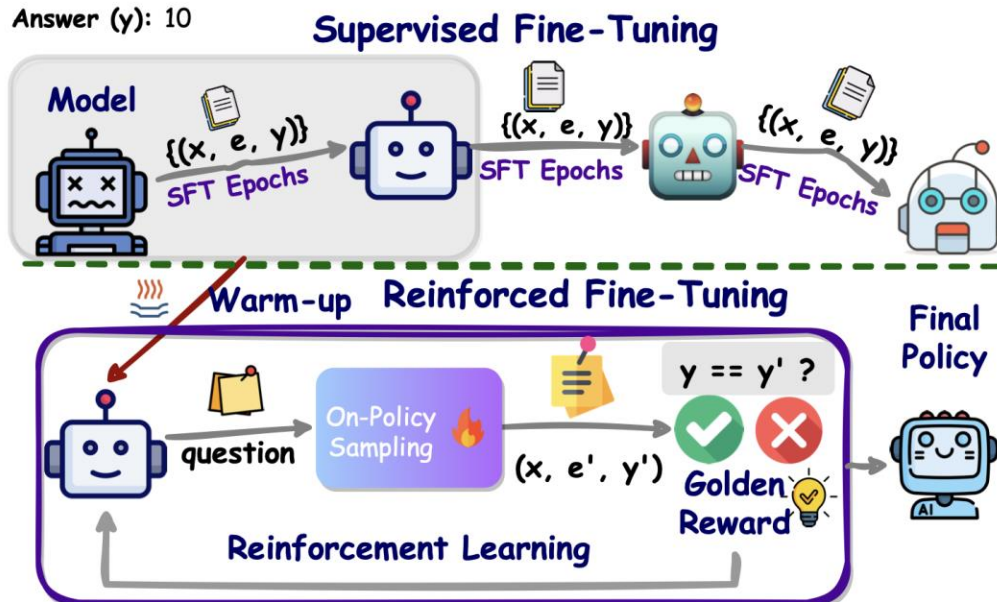 Answer (y): 10
Supervised Fine-Tuning
Model
{(x, e, y)}
SFT Epochs
{(x, e, y)}
SFT Epochs
{(x, e, y)}
SFT Epochs
Warm-up
Reinforced Fine-Tuning
Final
Policy
question
On-Policy
Sampling
(x, e', y')
y == y' ?
Golden
Reward
AI
Reinforcement Learning